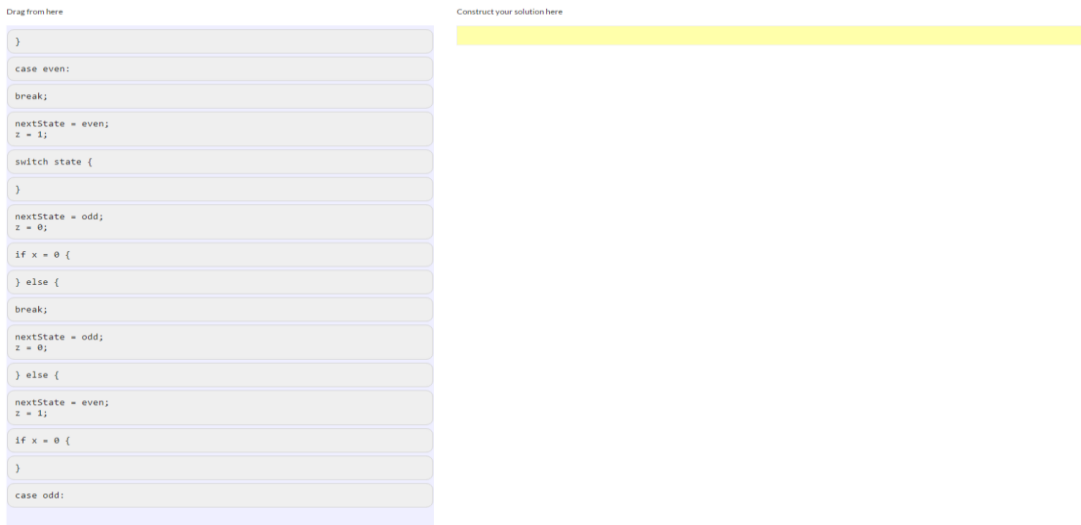 Drag from here
Construct your solution here
}
case even:
break;
nextState = even;
z = 1;
switch state {
}
nextState = odd;
z = 0;
if x = 0 {
} else {
break;
nextState = odd;
z = 0;
} else {
nextState = even;
z = 1;
if x = 0 {
}
case odd: